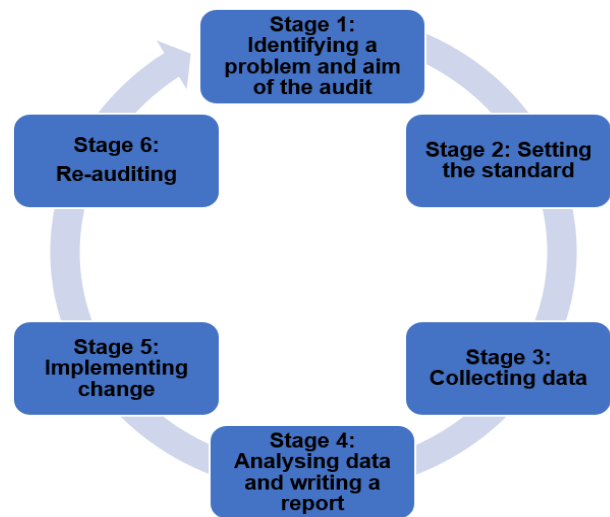 Stage 1:
Identifying a
problem and aim
of the audit
Stage 2: Setting
the standard
Stage 3:
Collecting data
Stage 4:
Analysing data
and writing a
report
Stage 5:
Implementing
change
Stage 6:
Re-auditing